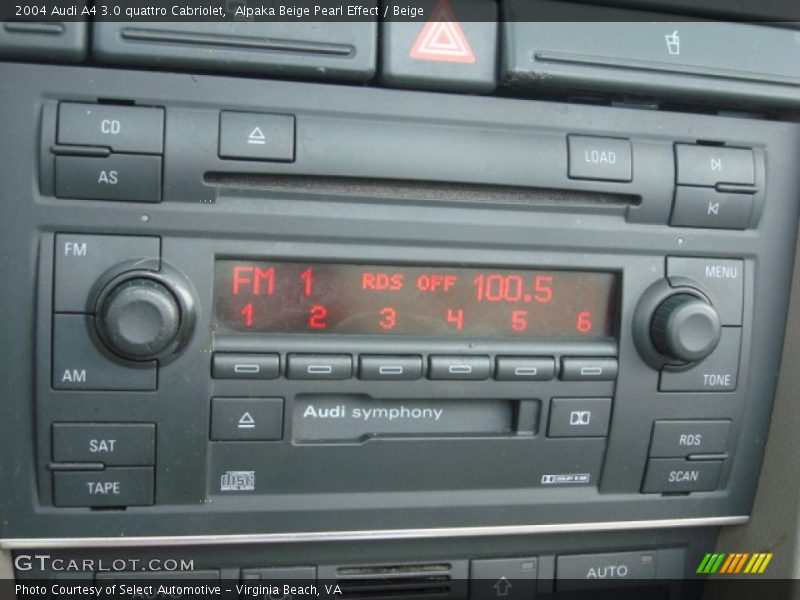 2004 Audi A4 3.0 quattro Cabriolet, Alpaka Beige Pearl Effect / Beige
CD
LOAD
AS
FM
MENU
FM 1 RDS OFF 100.5
1 2 3 4 5 6
AM
TONE
Audi symphony
SAT
RDS
TAPE
SCAN
GTCARLOT.COM
AUTO
Photo Courtesy of Select Automotive - Virginia Beach, VA